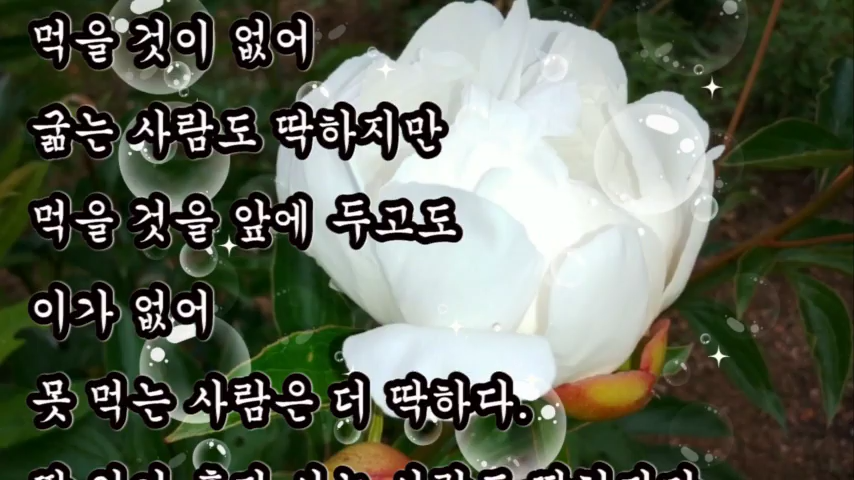 먹을 것이 없어
굶는 사람도 딱하지만
먹을 것을 앞에 두고도
이가 없어
못 먹는 사람은 더 딱하다.